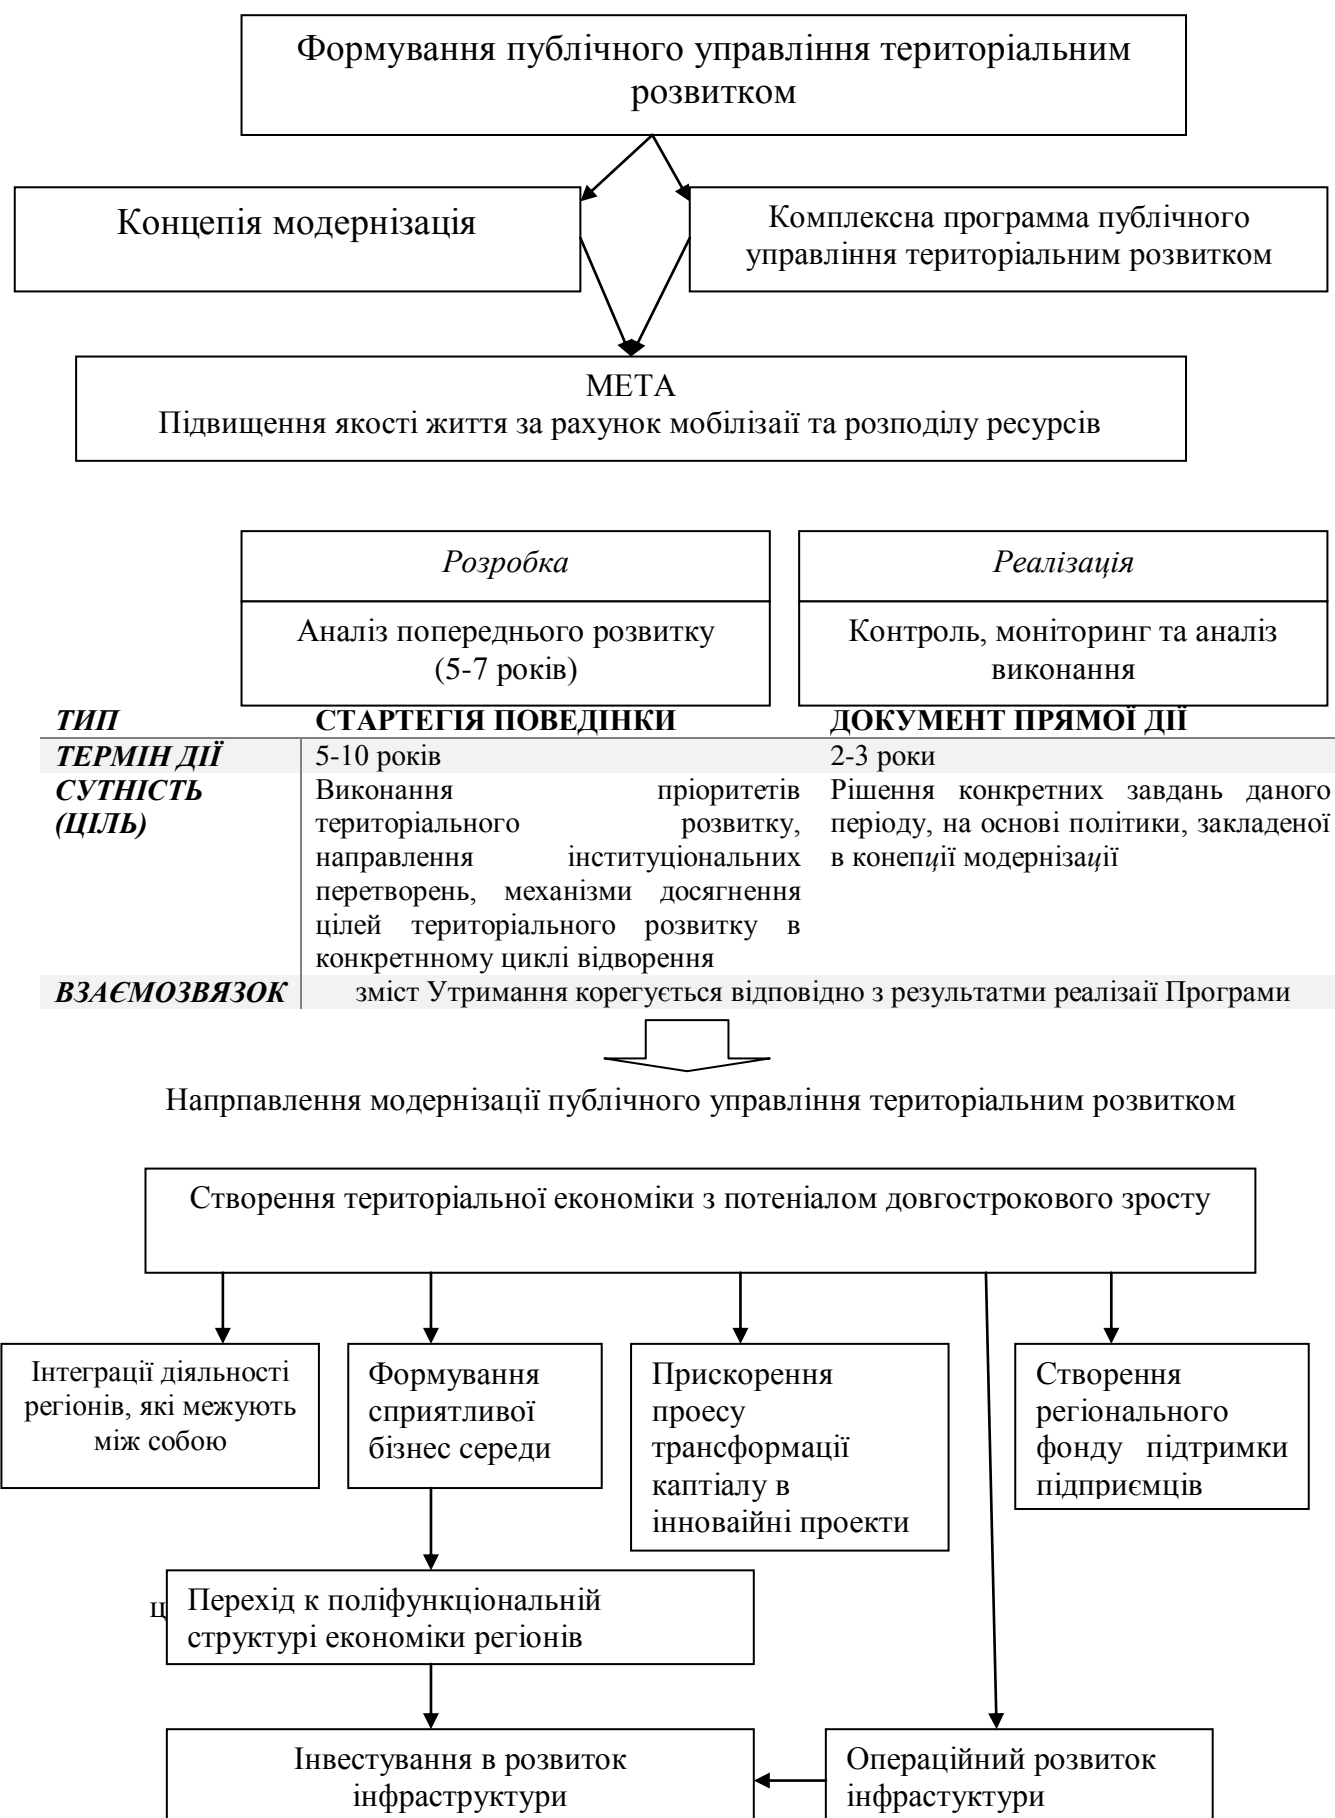 Формування публічного управління територіальним
розвитком
Концепія модернізація
Комплексна программа публічного
управління територіальним розвитком
МЕТА
Підвищення якості життя за рахунок мобілізаії та розподілу ресурсів
Розробка
Реалізація
Аналіз попереднього розвитку
(5-7 років)
Контроль, моніторинг та аналіз
виконання
ТИП
СТАРТЕГІЯ ПОВЕДІНКИ
ДОКУМЕНТ ПРЯМОЇ ДІЇ
ТЕРМІН ДІЇ
5-10 років
2-3 роки
СУТНІСТЬ
(ЦІЛЬ)
Виконання пріоритетів
територіального розвитку,
направлення інституціональних
перетворень, механізми досягнення
цілей територіального розвитку в
конкретнному циклі відворення
Рішення конкретних завдань даного
періоду, на основі політики, закладеної
в конепції модернізації
ВЗАЄМОЗВЯЗОК
зміст Утримання корегується відповідно з результатми реалізаії Програми
Напрпавлення модернізації публічного управління територіальним розвитком
Створення територіальної економіки з потеніалом довгострокового зросту
Інтеграції діяльності
регіонів, які межують
між собою
Формування
сприятливої
бізнес середи
Прискорення
проесу
трансформації
каптіалу в
інноваійні проекти
Створення
регіонального
фонду підтримки
підприємців
ц
Перехід к поліфункціональній
структурі економіки регіонів
Інвестування в розвиток
інфраструктури
Операційний розвиток
інфрастуктури